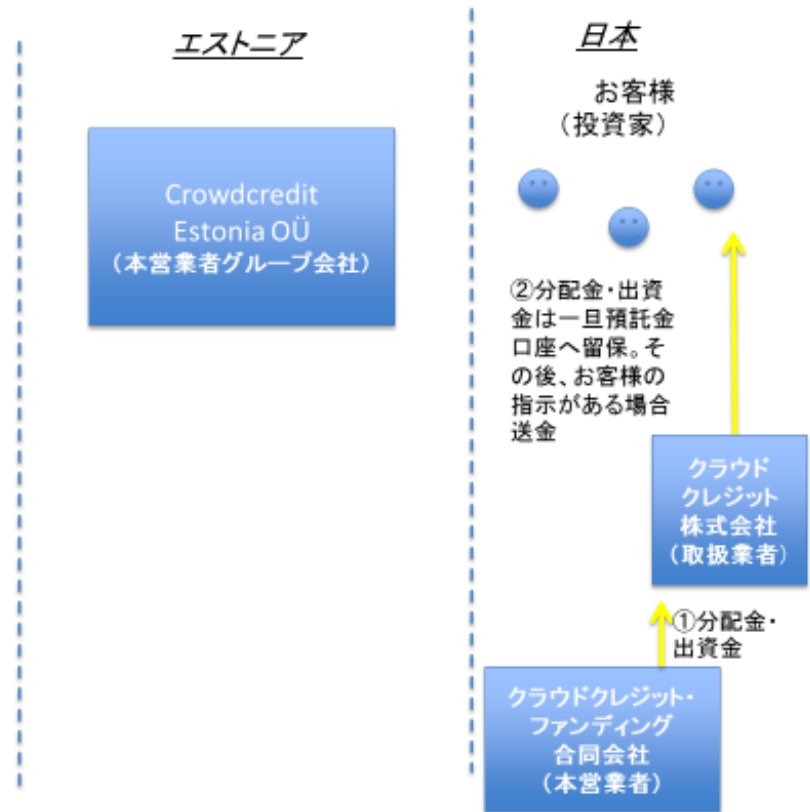 エストニア
Crowdcredit
Estonia OÜ
（本営業者グループ会社）
日本
お客様
（投資家）
②分配金・出資
金は一旦預託金
口座へ留保。そ
の後、お客様の
指示がある場合
送金
クラウド
クレジット
株式会社
（取扱業者）
①分配金・
出資金
クラウドクレジット・
ファンディング
合同会社
（本営業者）